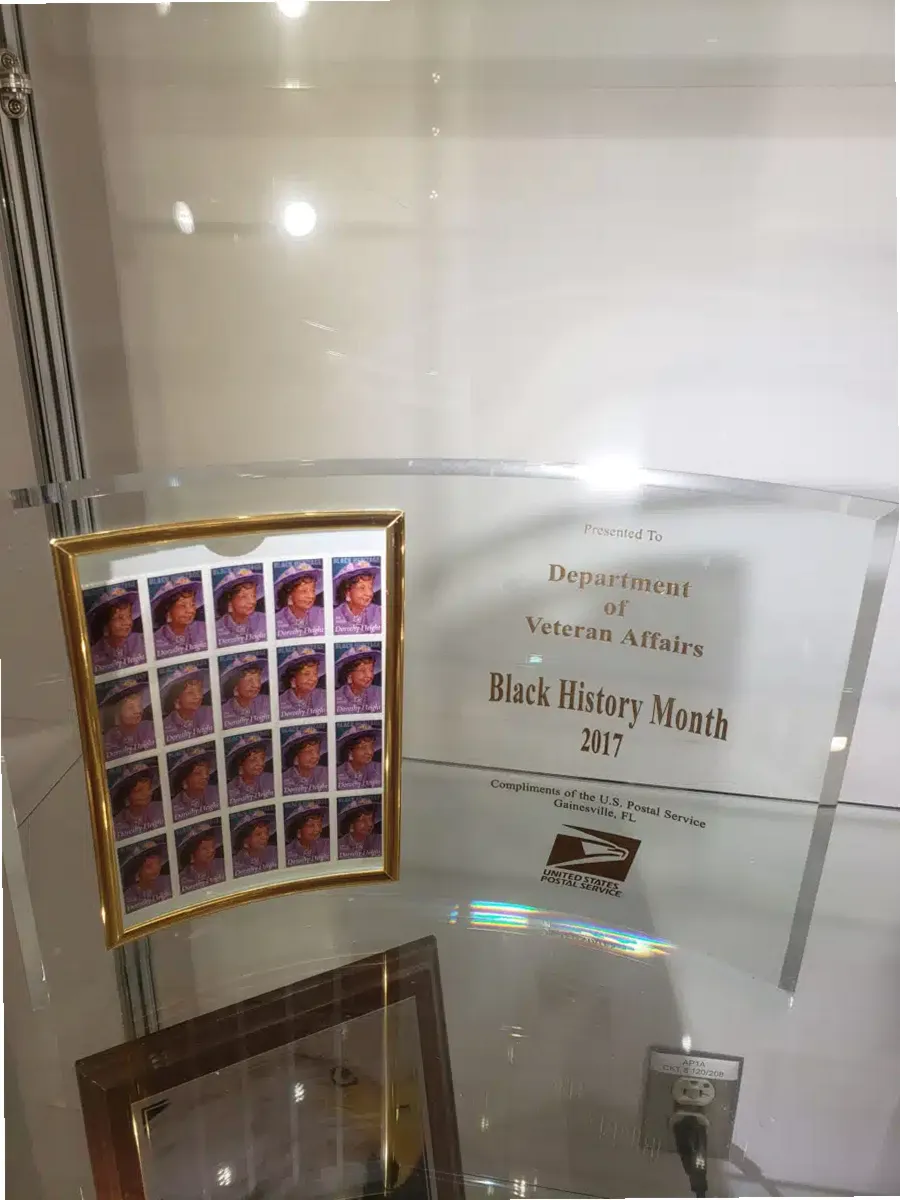 Presented To
Department
of
Veteran Affairs
Black History Month
2017
Compliments of the U.S. Postal Service
Gainesville, FL
UNITED STATES
POSTAL SERVICE
BLACK HERITAGE
Dorothy Height